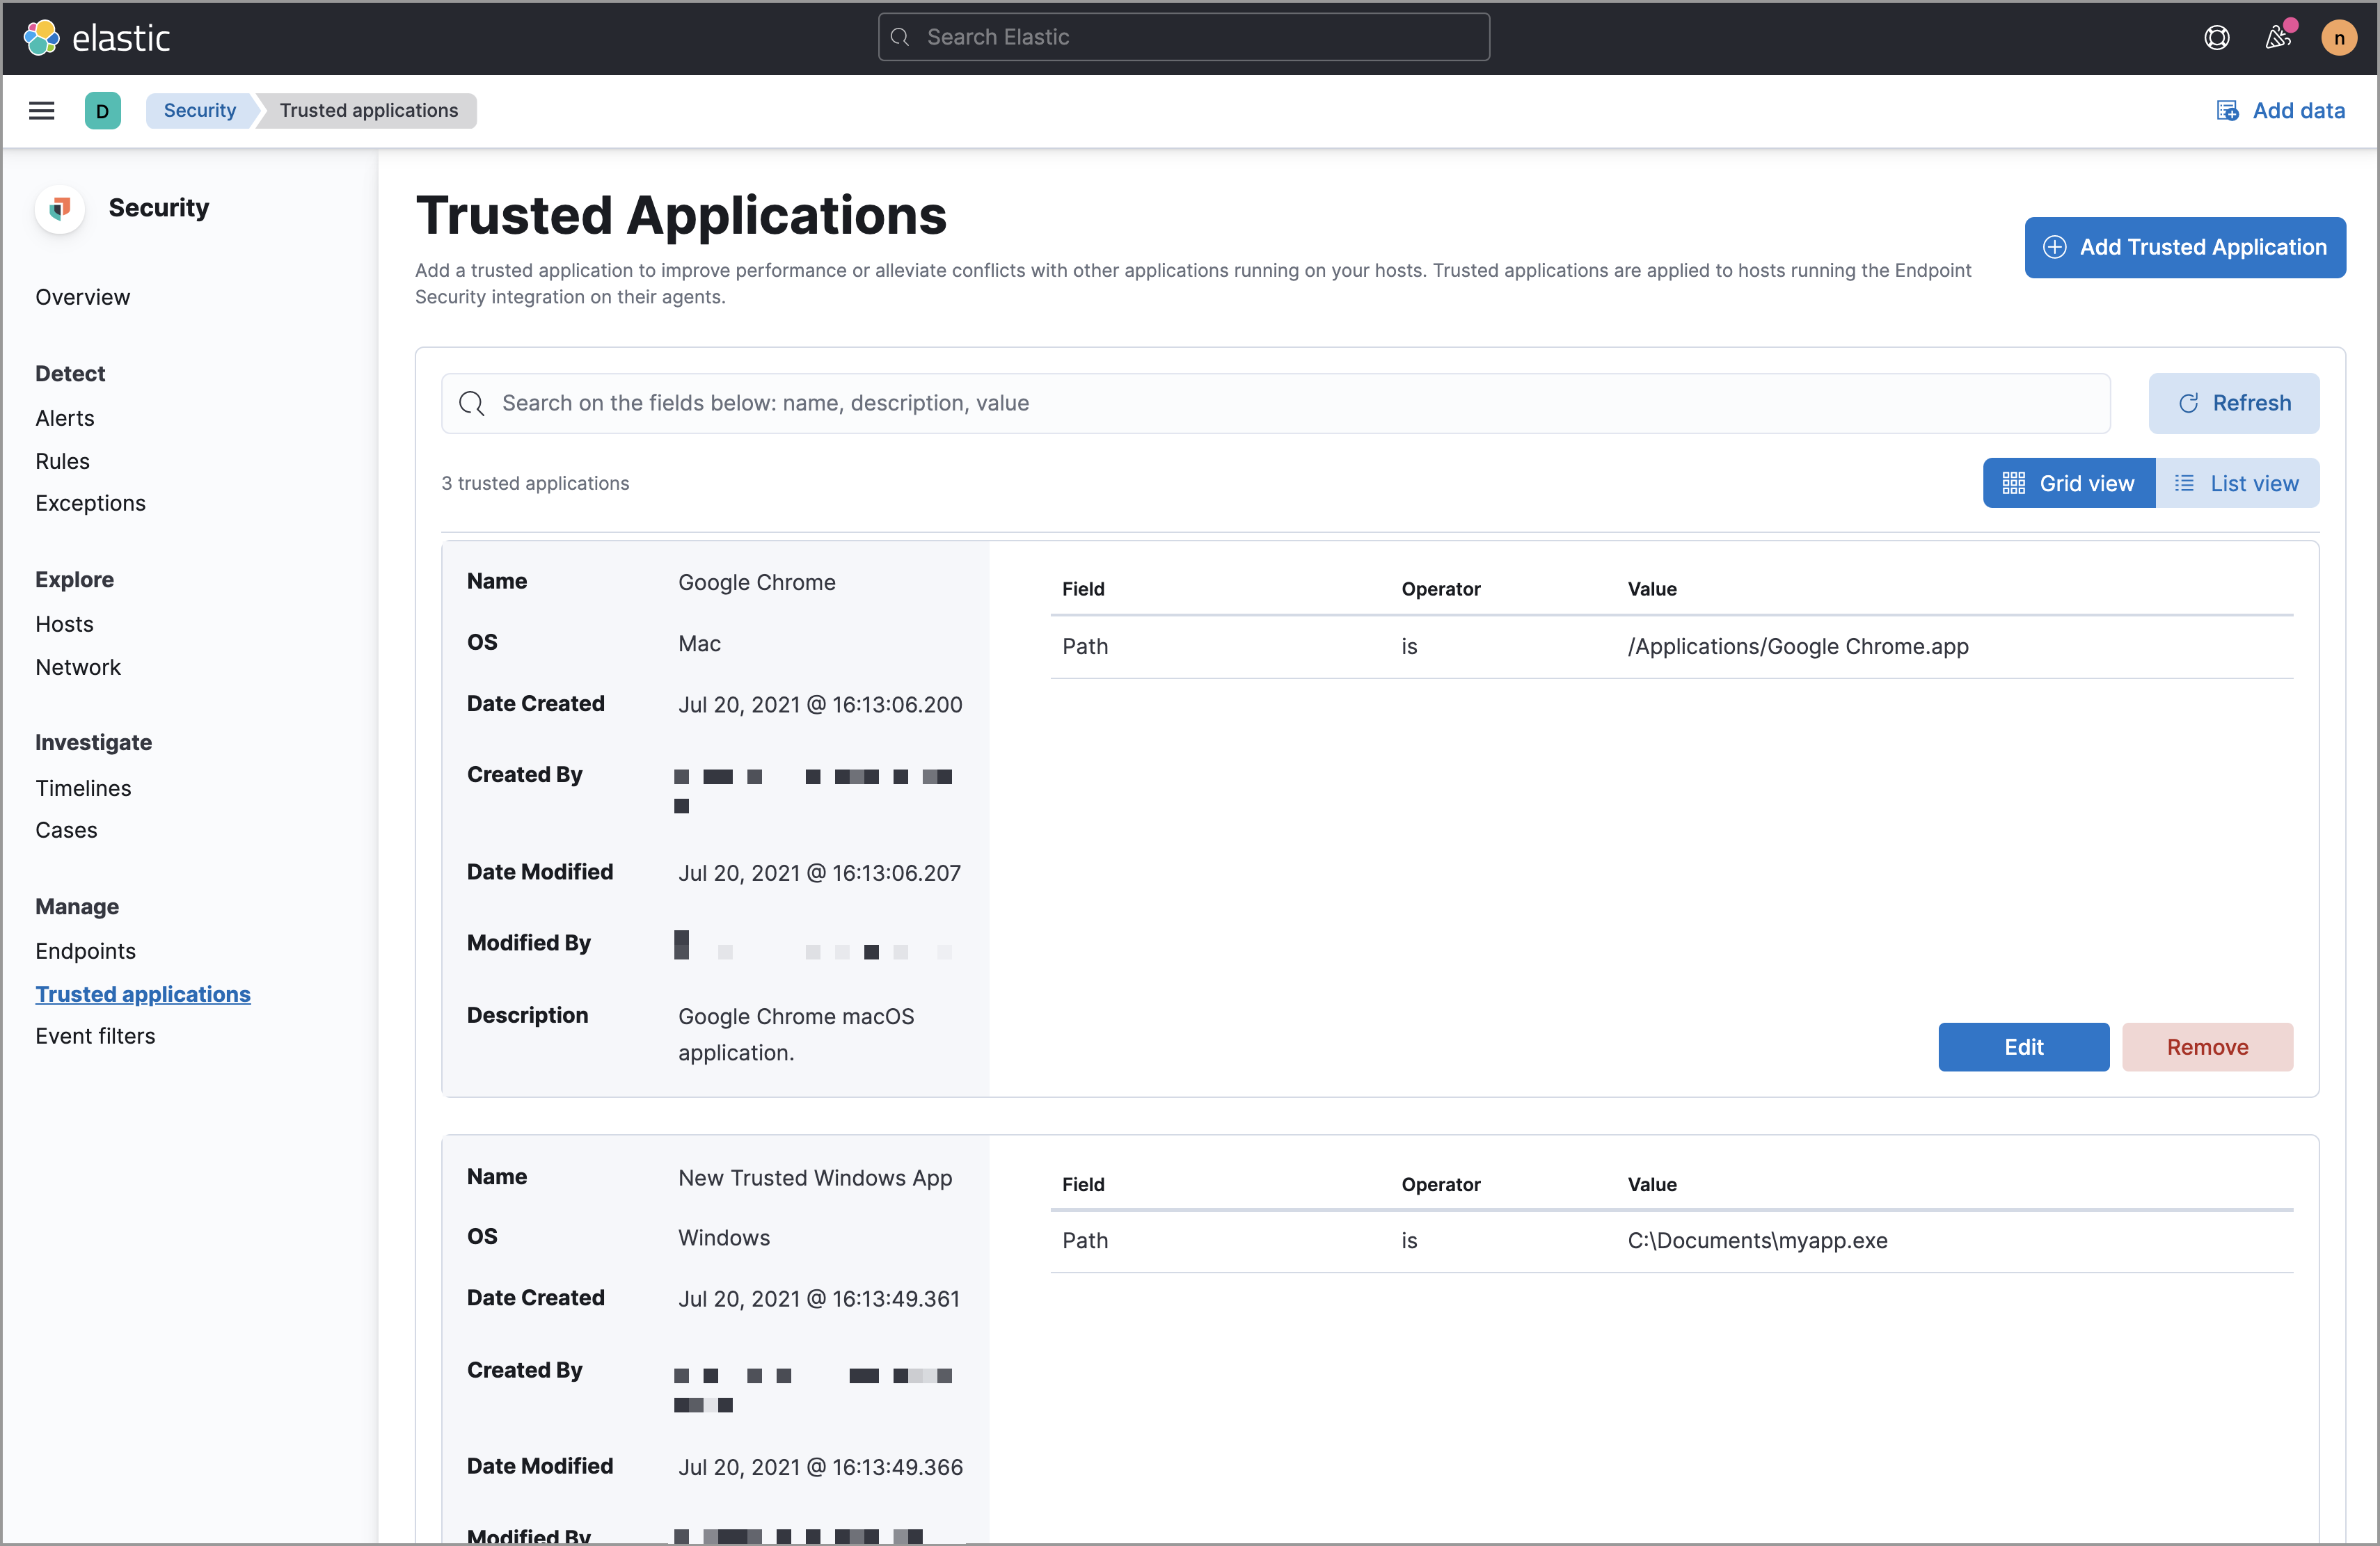 elastic
Search Elastic
n
D
Security
Trusted applications
Add data
Security
Overview
Detect
Alerts
Rules
Exceptions
Explore
Hosts
Network
Investigate
Timelines
Cases
Manage
Endpoints
Trusted applications
Event filters
Trusted Applications
Add a trusted application to improve performance or alleviate conflicts with other applications running on your hosts. Trusted applications are applied to hosts running the Endpoint
Security integration on their agents.
Add Trusted Application
Search on the fields below: name, description, value
Refresh
3 trusted applications
Grid view
List view
Name Google Chrome
OS Mac
Date Created Jul 20, 2021 @ 16:13:06.200
Created By
Date Modified Jul 20, 2021 @ 16:13:06.207
Modified By
Description Google Chrome macOS
application.
Field Operator Value
Path is /Applications/Google Chrome.app
Edit
Remove
Name New Trusted Windows App
OS Windows
Date Created Jul 20, 2021 @ 16:13:49.361
Created By
Date Modified Jul 20, 2021 @ 16:13:49.366
Modified By
Field Operator Value
Path is C:\Documents\myapp.exe